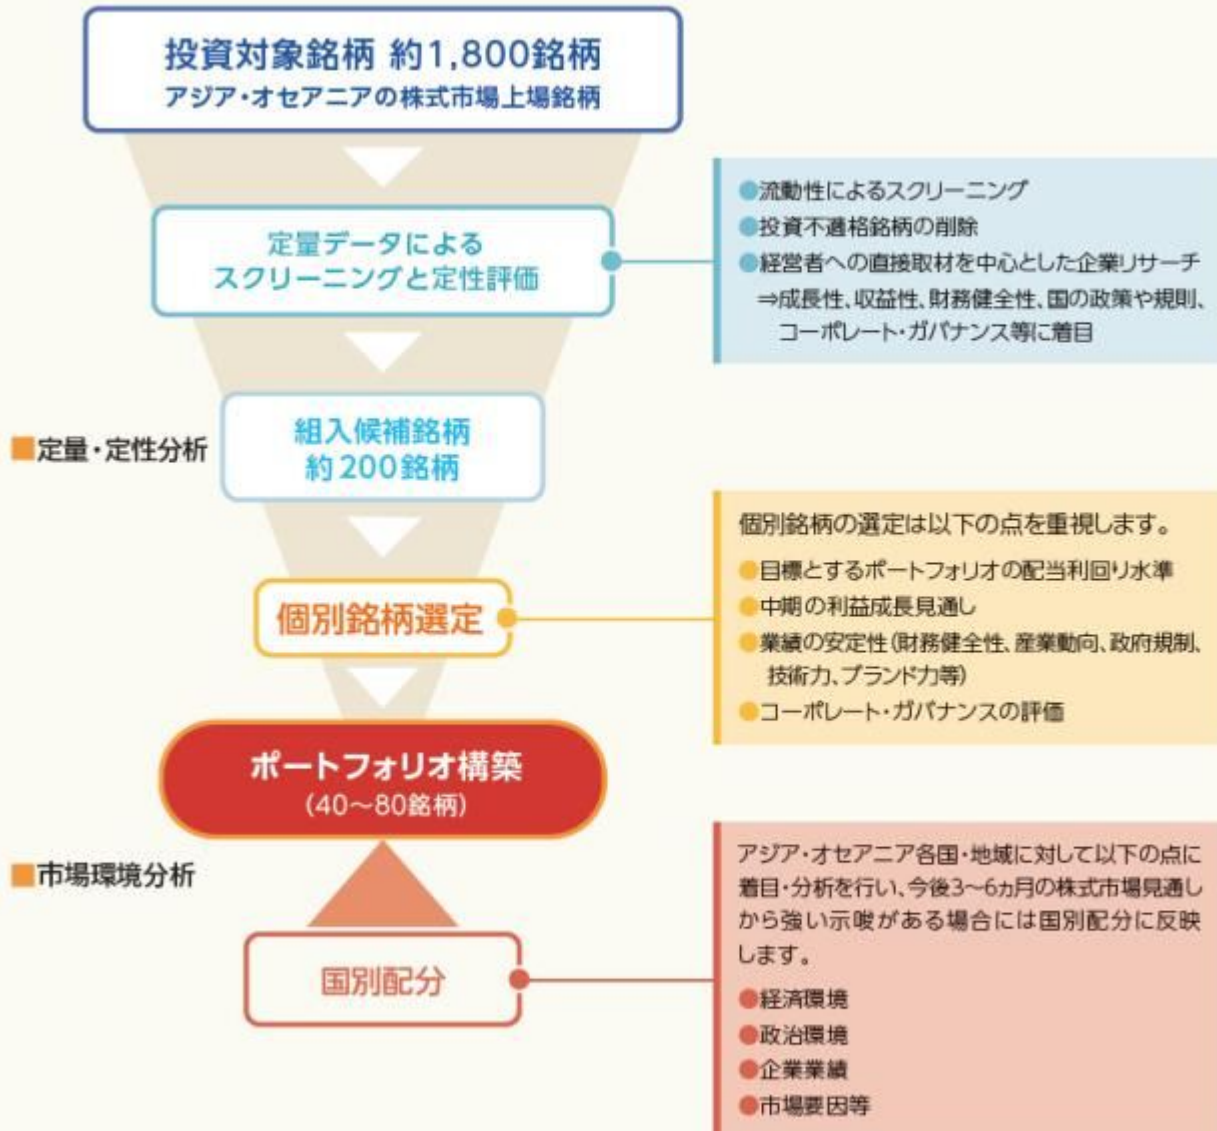 投資対象銘柄 約1,800銘柄
アジア・オセアニアの株式市場上場銘柄
定量データによる
スクリーニングと定性評価
●流動性によるスクリーニング
●投資不適格銘柄の削除
●経営者への直接取材を中心とした企業リサーチ
⇒成長性、収益性、財務健全性、国の政策や規則、
コーポレート・ガバナンス等に着目
■定量・定性分析
組入候補銘柄
約200銘柄
個別銘柄選定
個別銘柄の選定は以下の点を重視します。
●目標とするポートフォリオの配当利回り水準
●中期の利益成長見通し
●業績の安定性(財務健全性、産業動向、政府規制、
技術力、ブランド力等)
●コーポレート・ガバナンスの評価
ポートフォリオ構築
(40〜80銘柄)
■市場環境分析
国別配分
アジア・オセアニア各国・地域に対して以下の点に
着目・分析を行い、今後3〜6ヵ月の株式市場見通し
から強い示唆がある場合には国別配分に反映
します。
●経済環境
●政治環境
●企業業績
●市場要因等